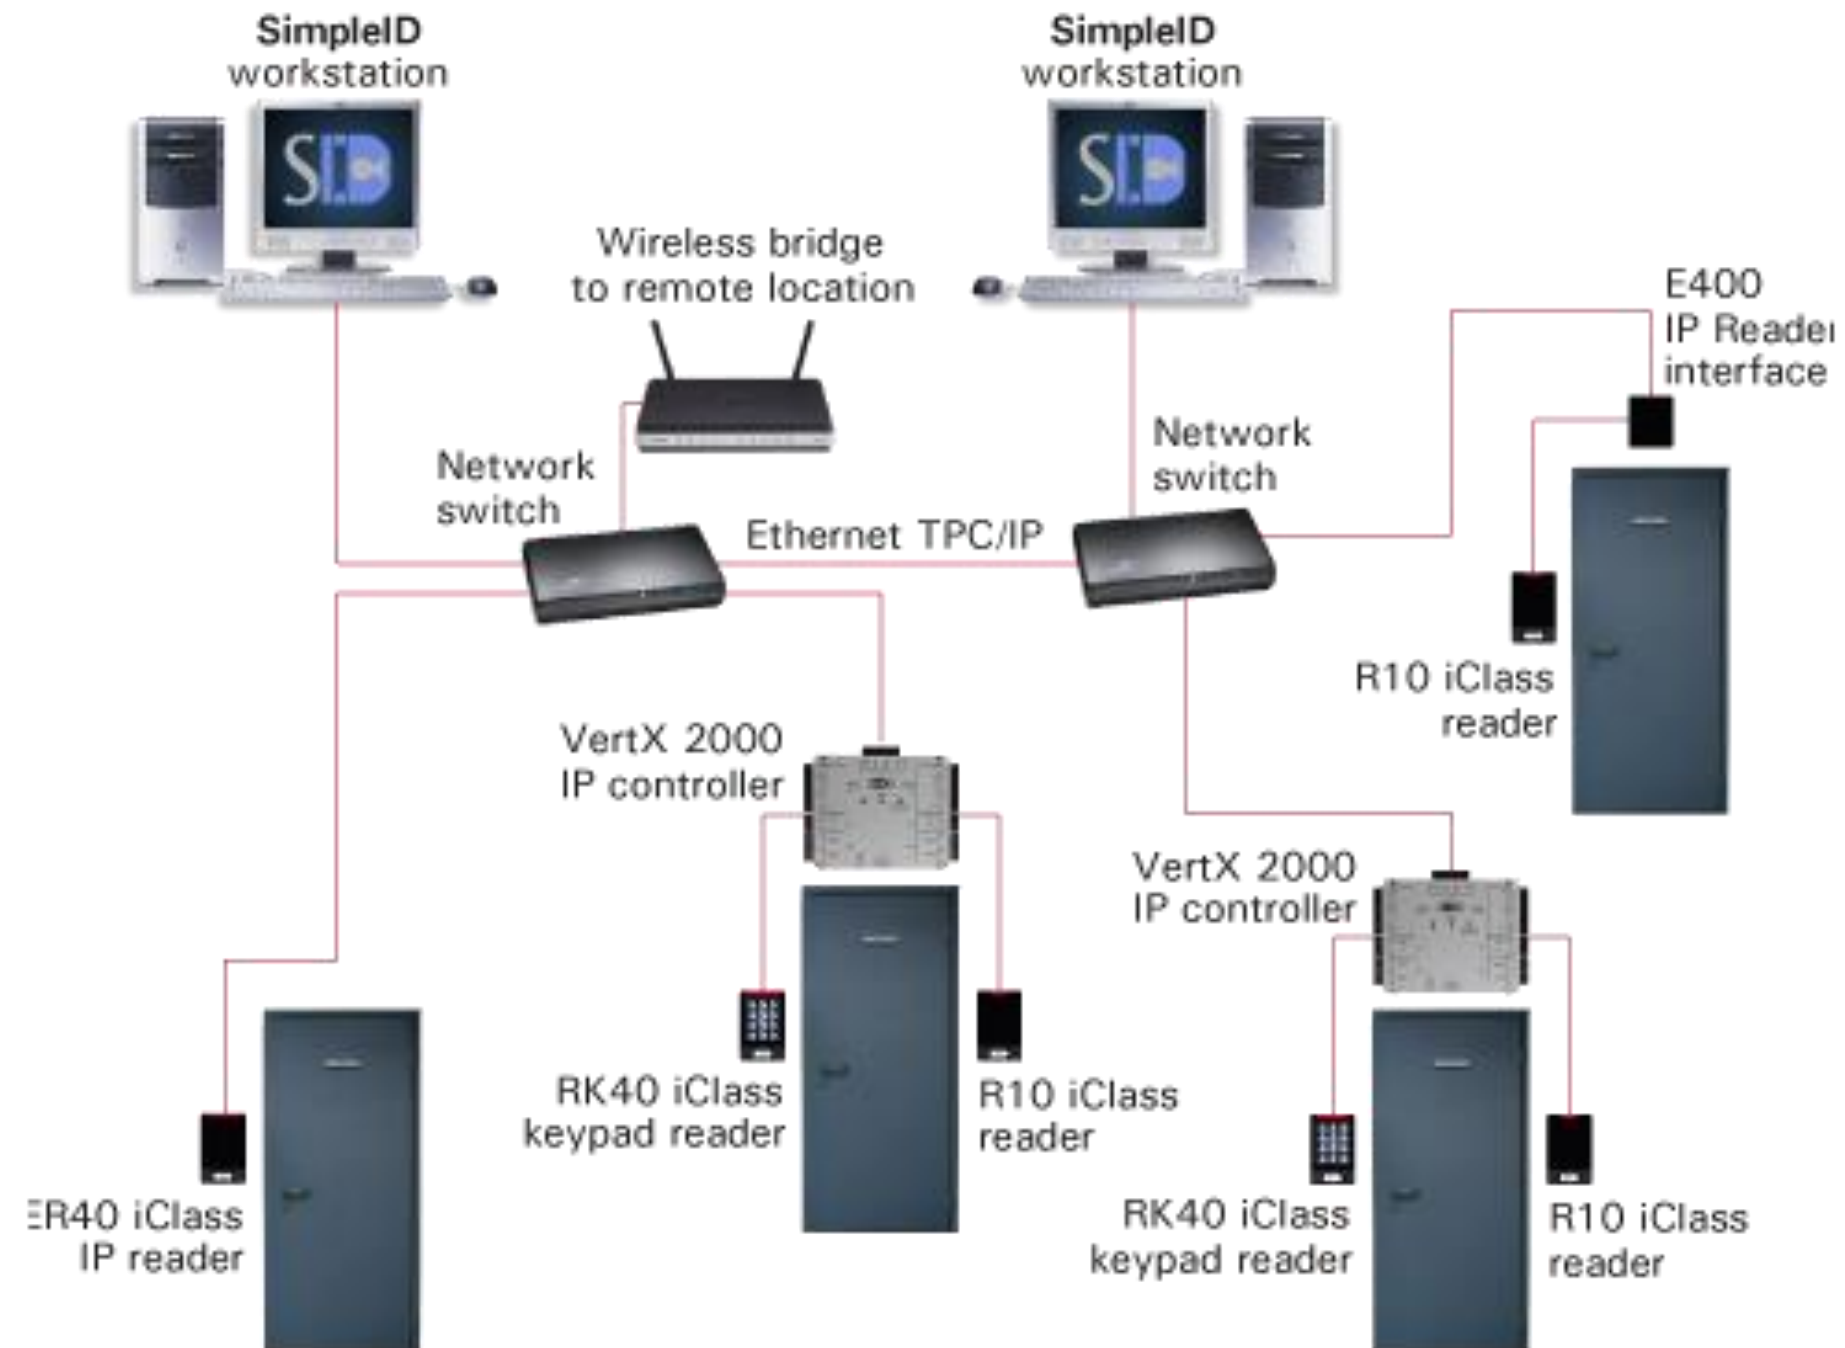 SimpleID
workstation
SimpleID
workstation
Wireless bridge
to remote location
E400
IP Reader
interface
Network
switch
Network
switch
Ethernet TPC/IP
R10 iClass
reader
VertX 2000
IP controller
VertX 2000
IP controller
RK40 iClass
keypad reader
R10 iClass
reader
ER40 iClass
IP reader
RK40 iClass
keypad reader
R10 iClass
reader